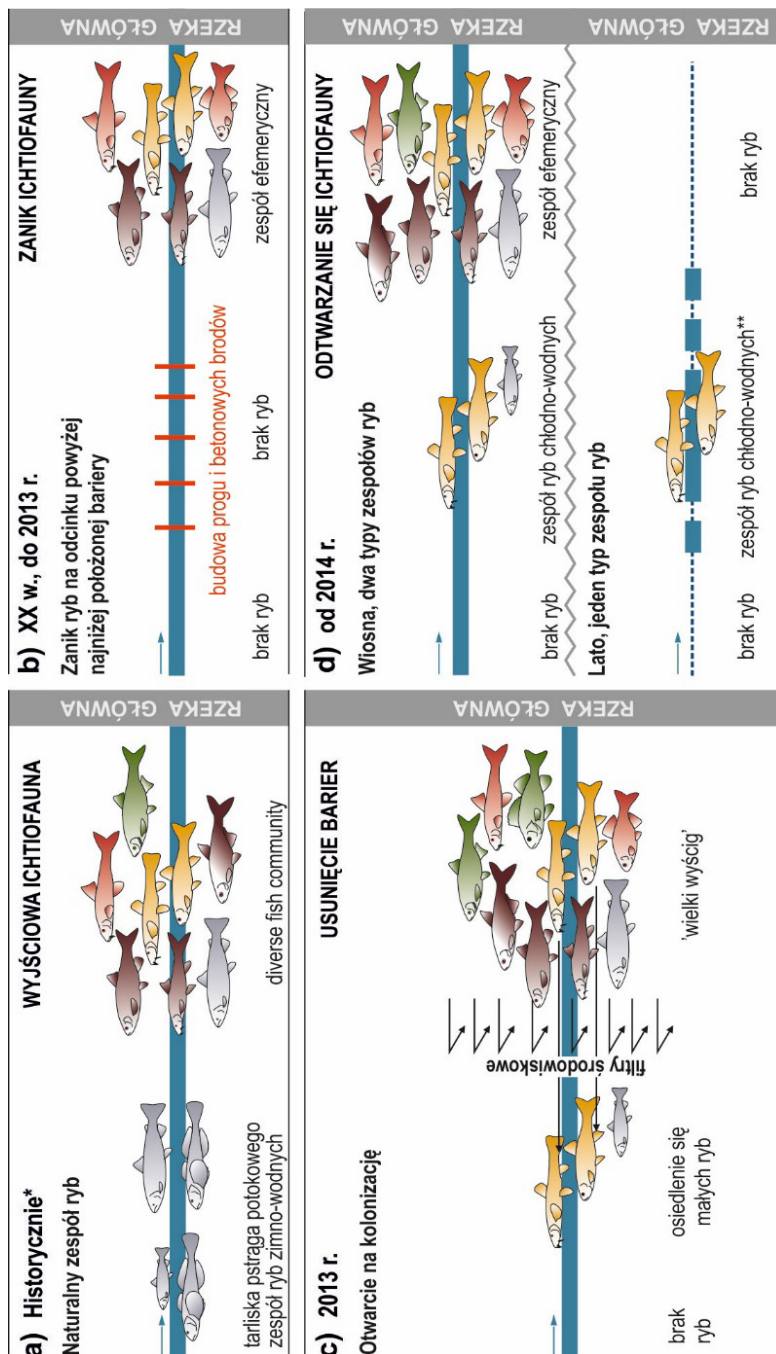 a) Historycznie*
WYJŚCIOWA ICHTIOFAUNA
Naturalny zespół ryb
tarliska pstrąga potokowego
zespół ryb zimno-wodnych
diverse fish community
RZEKA GŁÓWNA
b) XX w., do 2013 r.
ZANIK ICHTIOFAUNY
Zanik ryb na odcinku powyżej
najniżej położonej bariery
budowa progu i betonowych brodów
brak ryb
brak ryb
zespół efemeryczny
RZEKA GŁÓWNA
c) 2013 r.
USUNIĘCIE BARIER
Otwarcie na kolonizację
filtry środowiskowe
brak
ryb
osiedlenie się
małych ryb
'wielki wyścig'
RZEKA GŁÓWNA
d) od 2014 r.
ODTWARZANIE SIĘ ICHTIOFAUNY
Wiosna, dwa typy zespołów ryb
brak ryb
zespół ryb chłodno-wodnych
zespół efemeryczny
RZEKA GŁÓWNA
Lato, jeden typ zespołu ryb
brak ryb
zespół ryb chłodno-wodnych**
brak ryb
RZEKA GŁÓWNA